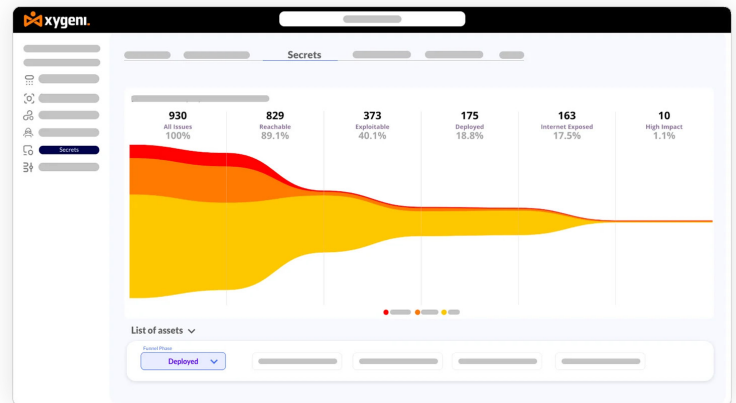 xygeni.
Secrets
Secrets
930 829 373 175 163 10
All Issues Reachable Exploitable Deployed Internet Exposed High Impact
100% 89.1% 40.1% 18.8% 17.5% 1.1%
List of assets
Funnel Phase
Deployed